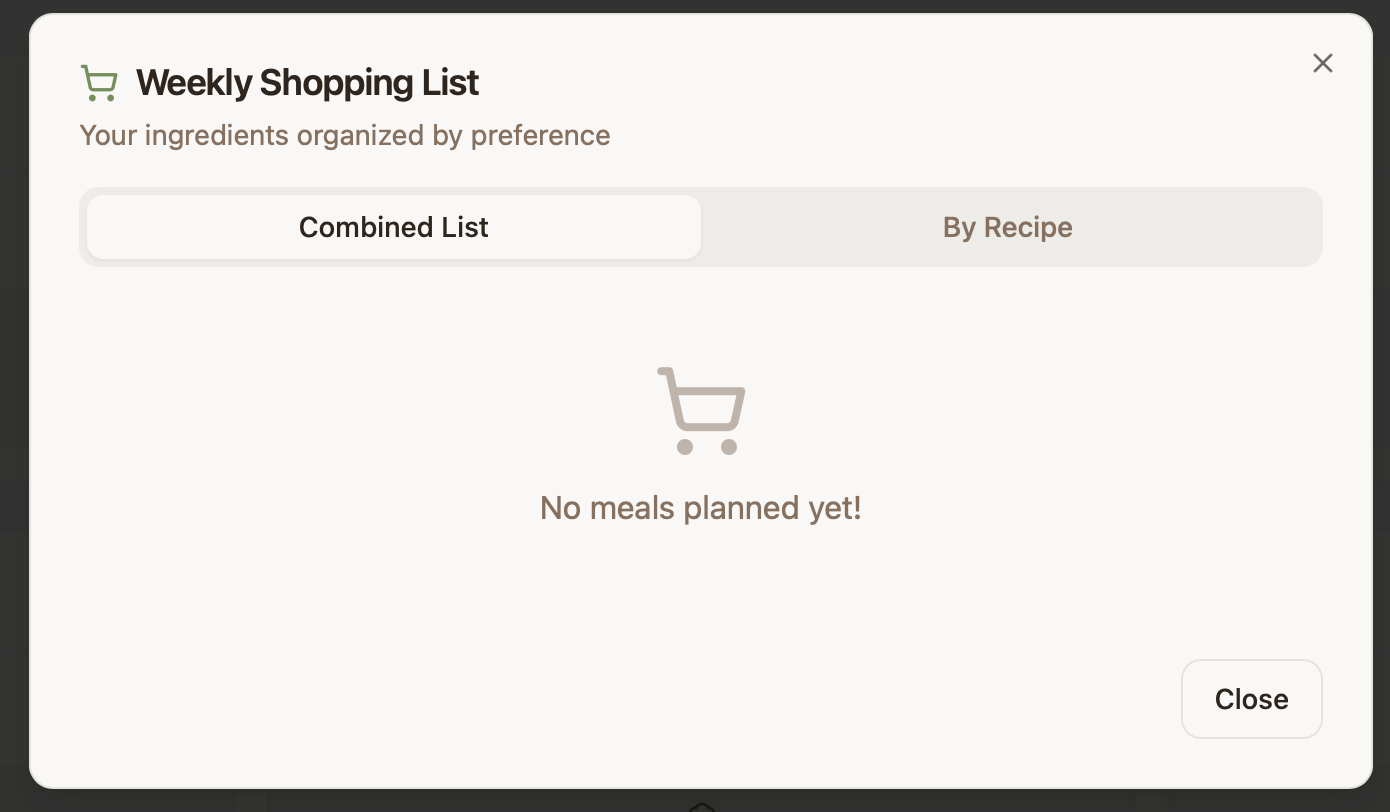 Weekly Shopping List
Your ingredients organized by preference
Combined List
By Recipe
No meals planned yet!
Close